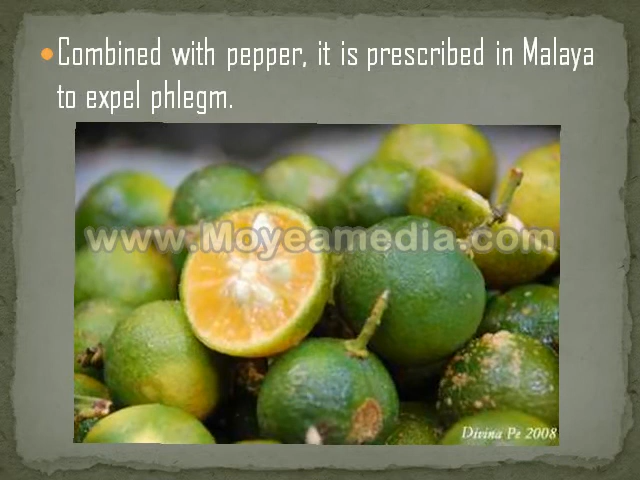 •Combined with pepper, it is prescribed in Malaya
to expel phlegm.
www.Moyeamedia.com
Divina Pe 2008